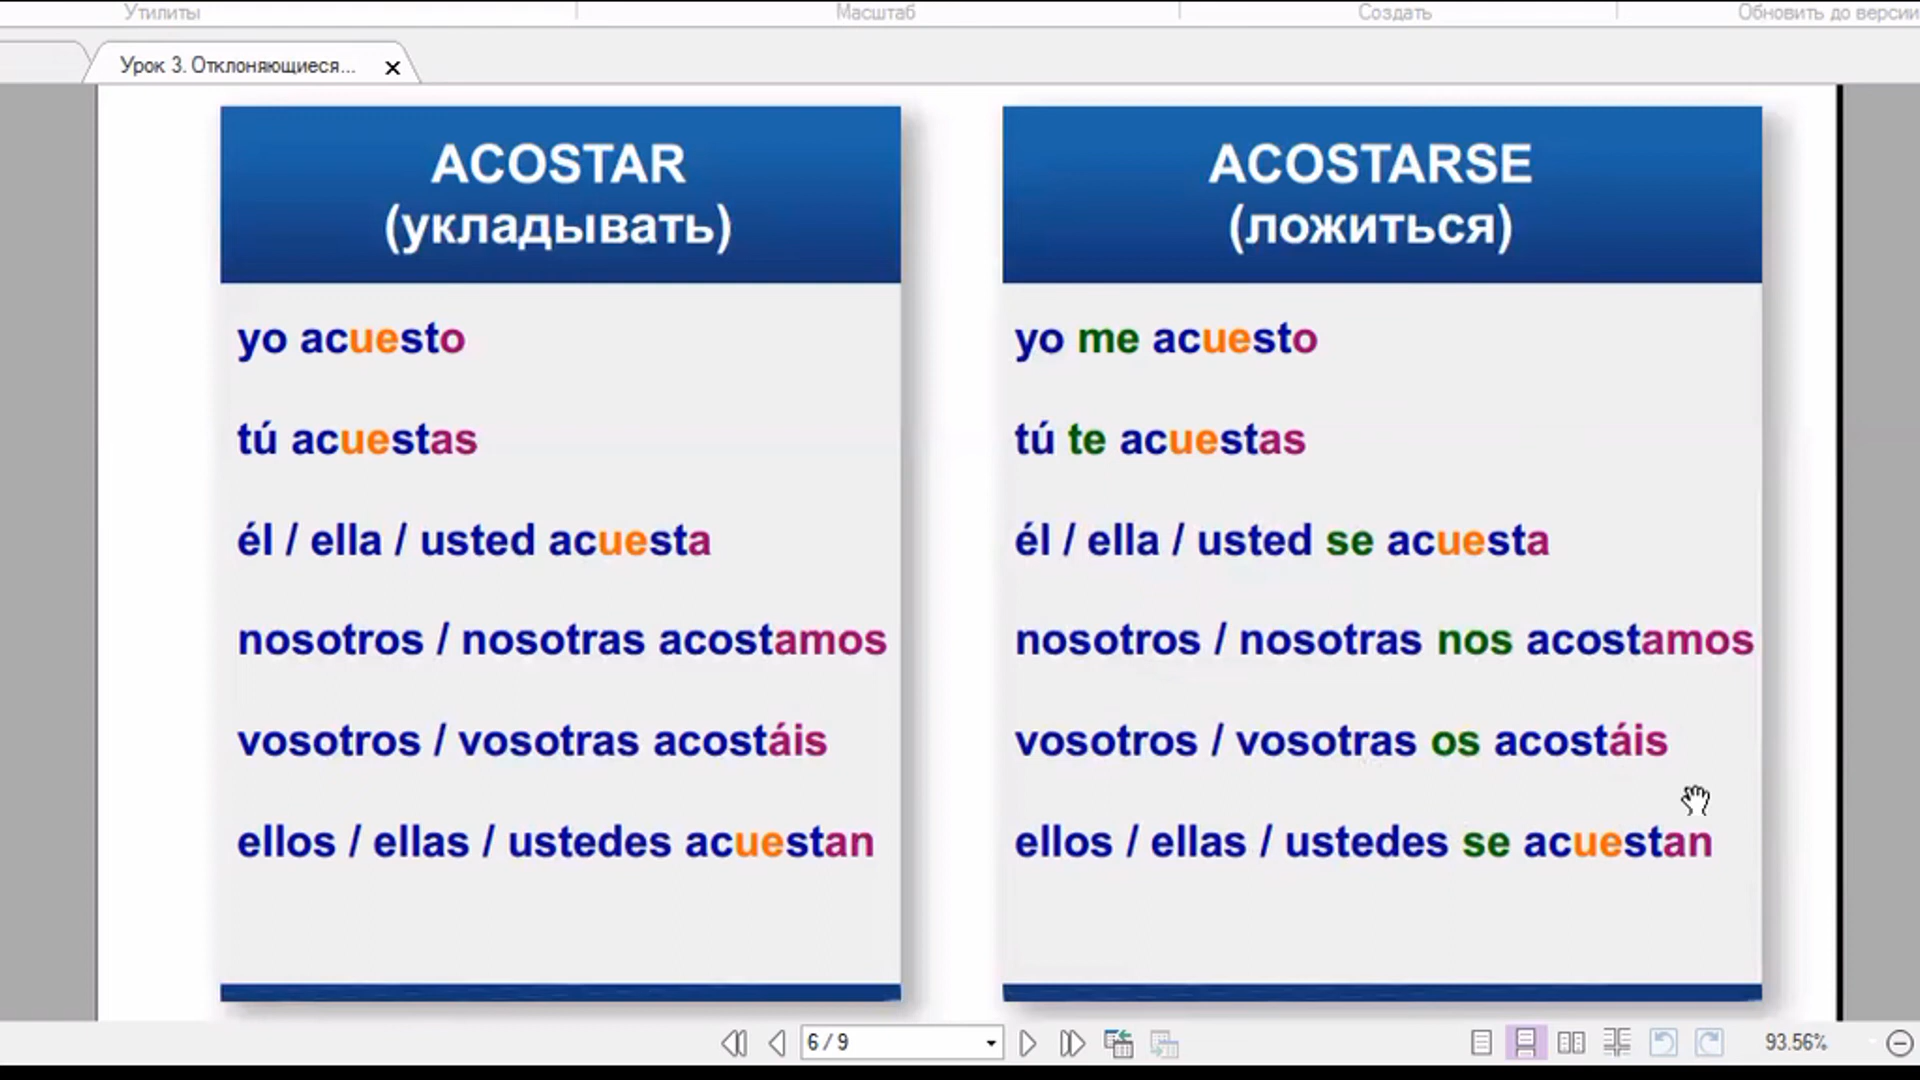 Утилиты
Масштаб
Создать
Обновить до версии
Урок 3. Отклоняющиеся...
ACOSTAR
(укладывать)
yo acuesto
tú acuestas
él / ella / usted acuesta
nosotros / nosotras acostamos
vosotros / vosotras acostáis
ellos / ellas / ustedes acuestan
ACOSTARSE
(ложиться)
yo me acuesto
tú te acuestas
él / ella / usted se acuesta
nosotros / nosotras nos acostamos
vosotros / vosotras os acostáis
ellos / ellas / ustedes se acuestan
6 / 9
93.56%